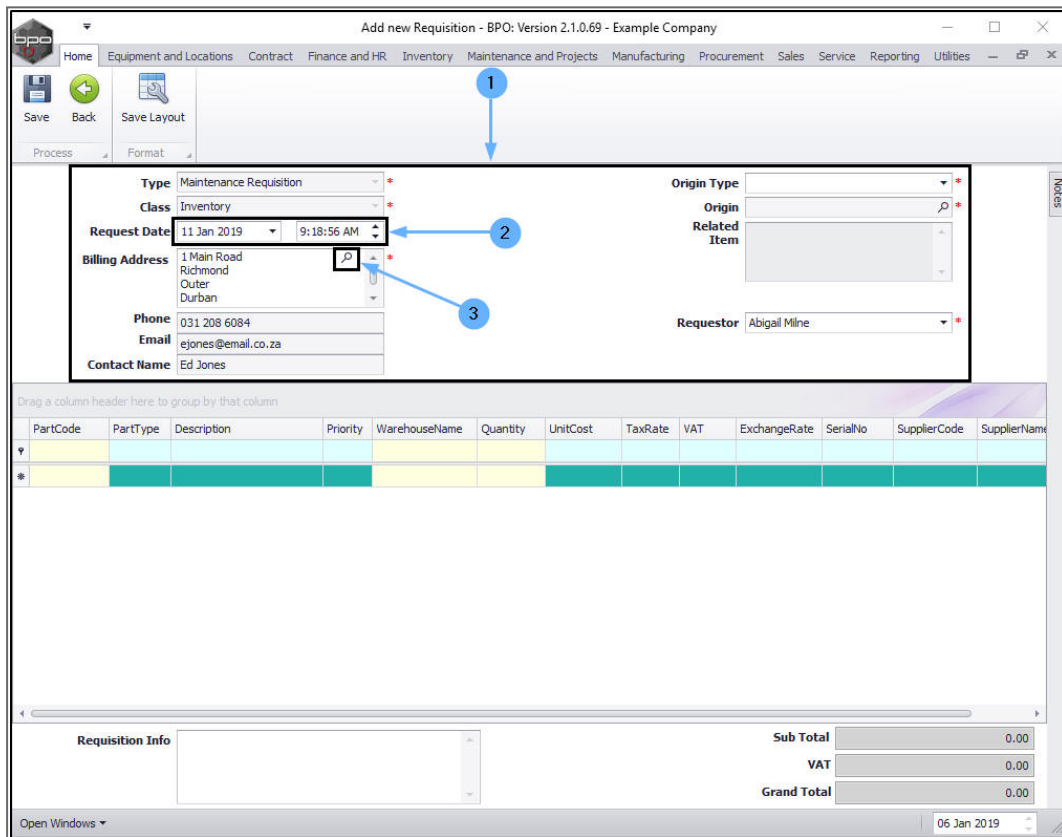 Add new Requisition - BPO: Version 2.1.0.69 - Example Company
bpo
Home Equipment and Locations Contract Finance and HR Inventory Maintenance and Projects Manufacturing Procurement Sales Service Reporting Utilities
1
Save Back Save Layout
Process Format
Type Maintenance Requisition * Origin Type *
Notes
Class Inventory * Origin *
Request Date 11 Jan 2019 9:18:56 AM 2 Related
Item
Billing Address 1 Main Road *
Richmond
Outer
Durban
3
Phone 031 208 6084 Requestor Abigail Milne *
Email ejones@email.co.za
Contact Name Ed Jones
Drag a column header here to group by that column
PartCode PartType Description Priority WarehouseName Quantity UnitCost TaxRate VAT ExchangeRate SerialNo SupplierCode SupplierName
Requisition Info Sub Total 0.00
VAT 0.00
Grand Total 0.00
Open Windows 06 Jan 2019